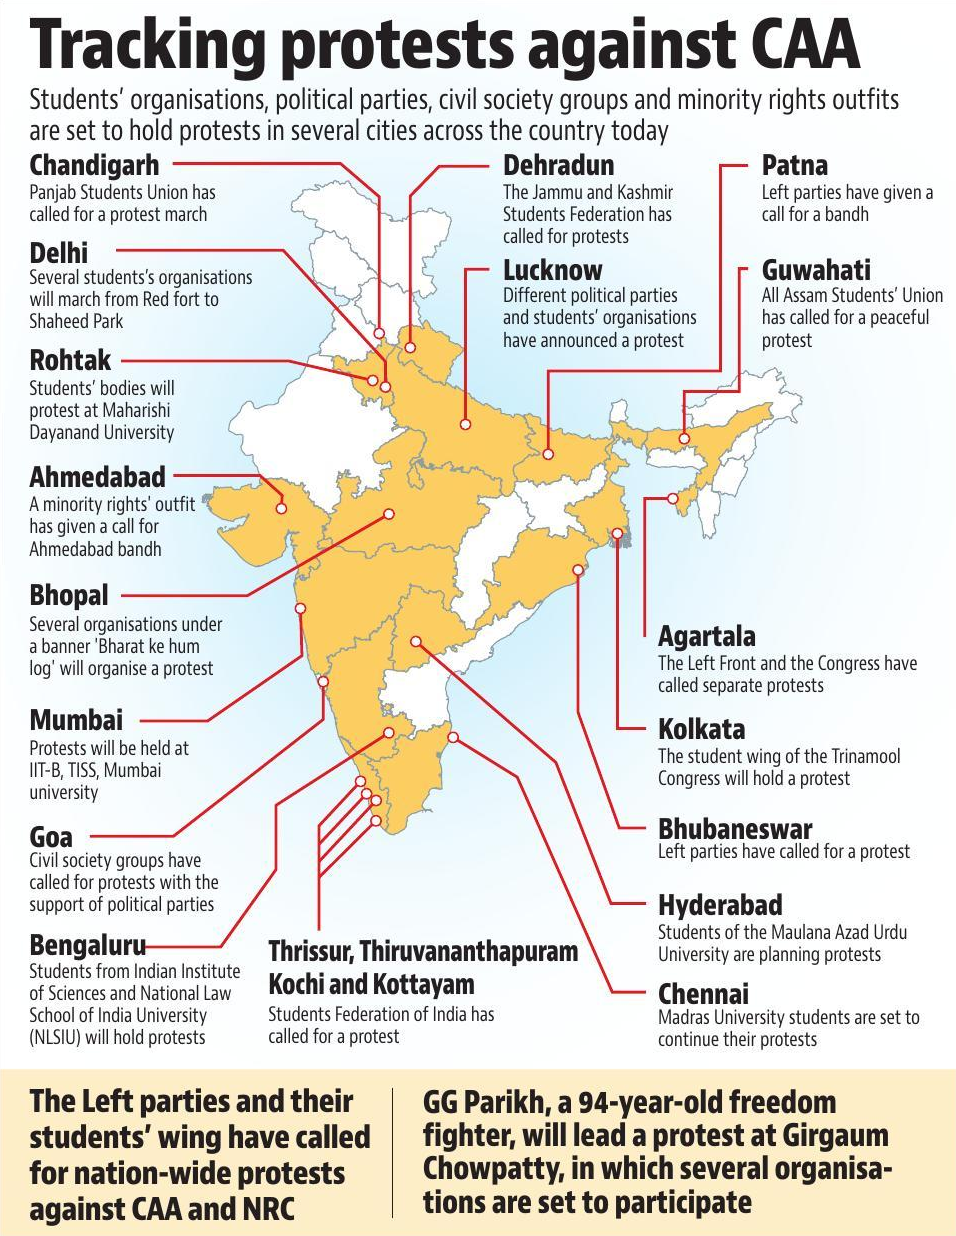 Tracking protests against CAA
Students' organisations, political parties, civil society groups and minority rights outfits
are set to hold protests in several cities across the country today
Chandigarh
Panjab Students Union has
called for a protest march
Delhi
Several students's organisations
will march from Red fort to
Shaheed Park
Rohtak
Students' bodies will
protest at Maharishi
Dayanand University
Ahmedabad
A minority rights' outfit
has given a call for
Ahmedabad bandh
Bhopal
Several organisations under
a banner 'Bharat ke hum
log' will organise a protest
Mumbai
Protests will be held at
IIT-B, TISS, Mumbai
university
Goa
Civil society groups have
called for protests with the
support of political parties
Bengaluru
Students from Indian Institute
of Sciences and National Law
School of India University
(NLSIU) will hold protests
Thrissur, Thiruvananthapuram
Kochi and Kottayam
Students Federation of India has
called for a protest
Dehradun
The Jammu and Kashmir
Students Federation has
called for protests
Lucknow
Different political parties
and students' organisations
have announced a protest
Patna
Left parties have given a
call for a bandh
Guwahati
All Assam Students' Union
has called for a peaceful
protest
Agartala
The Left Front and the Congress have
called separate protests
Kolkata
The student wing of the Trinamool
Congress will hold a protest
Bhubaneswar
Left parties have called for a protest
Hyderabad
Students of the Maulana Azad Urdu
University are planning protests
Chennai
Madras University students are set to
continue their protests
The Left parties and their
students' wing have called
for nation-wide protests
against CAA and NRC
GG Parikh, a 94-year-old freedom
fighter, will lead a protest at Girgaum
Chowpatty, in which several organisa-
tions are set to participate